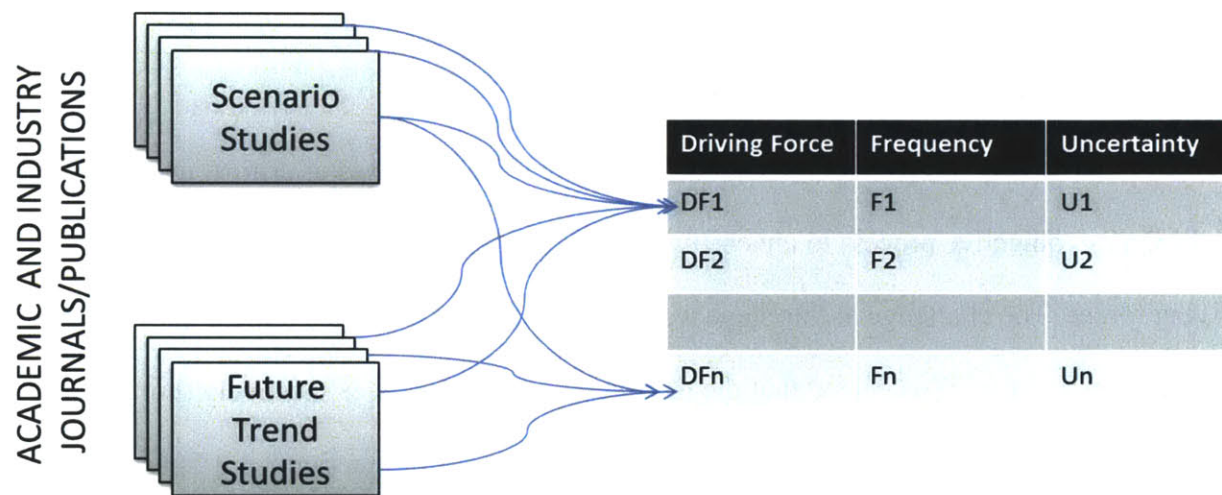 ACADEMIC AND INDUSTRY
JOURNALS/PUBLICATIONS
Scenario
Studies
Future
Trend
Studies
Driving Force Frequency Uncertainty
DF1 F1 U1
DF2 F2 U2
DFn Fn Un